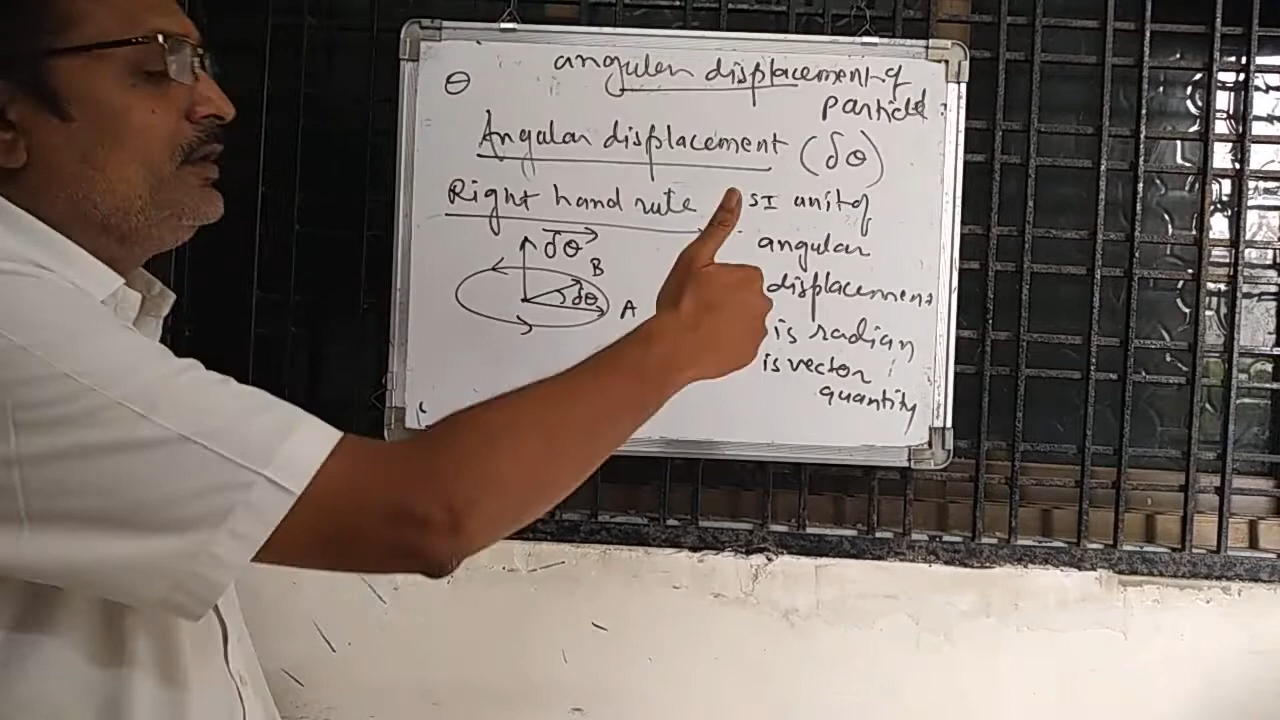 θ
angular displacement of
particle
Angular displacement (δθ)
Right hand rule
SI unit of
angular
displacement
is radian
is vector
quantity
δθ
B
δθ
A